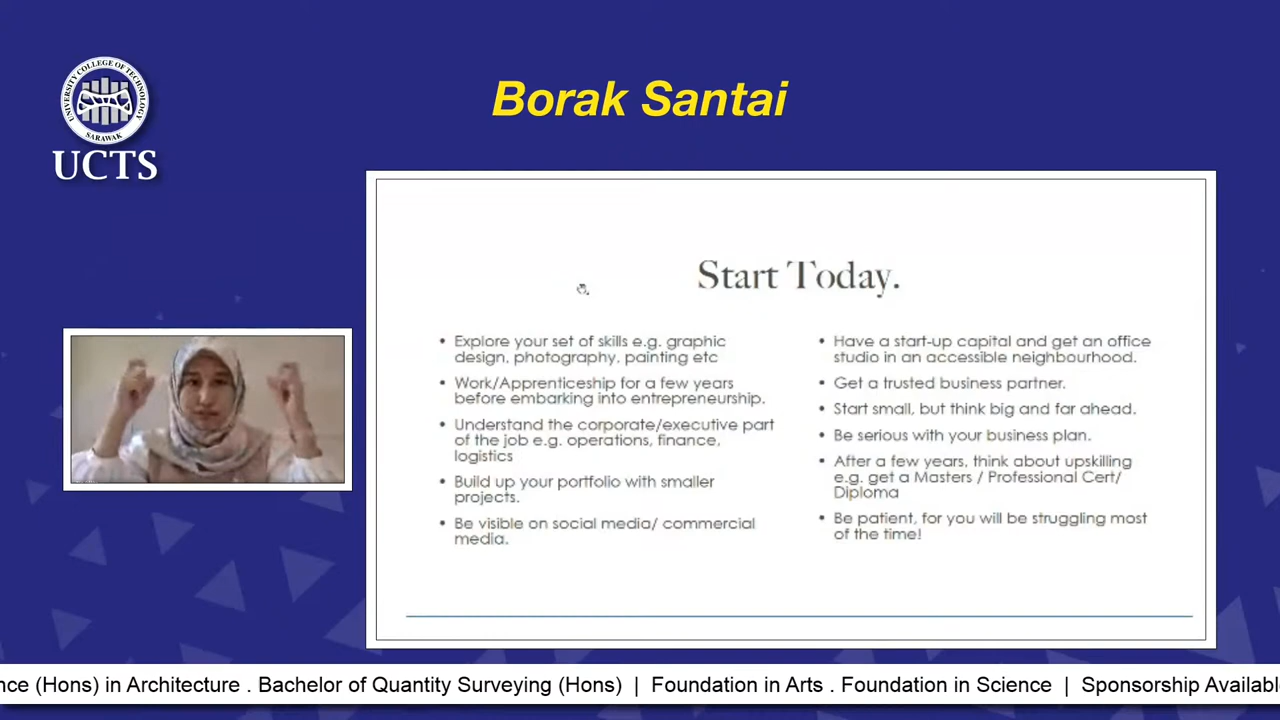 Borak Santai
UNIVERSITY COLLEGE OF TECHNOLOGY
SARAWAK
UCTS
Start Today.
• Explore your set of skills e.g. graphic
design, photography, painting etc
• Work/Apprenticeship for a few years
before embarking into entrepreneurship.
• Understand the corporate/executive part
of the job e.g. operations, finance,
logistics
• Build up your portfolio with smaller
projects.
• Be visible on social media/ commercial
media.
• Have a start-up capital and get an office
studio in an accessible neighbourhood.
• Get a trusted business partner.
• Start small, but think big and far ahead.
• Be serious with your business plan.
• After a few years, think about upskilling
e.g. get a Masters / Professional Cert/
Diploma
• Be patient, for you will be struggling most
of the time!
nce (Hons) in Architecture . Bachelor of Quantity Surveying (Hons) | Foundation in Arts . Foundation in Science | Sponsorship Availabl